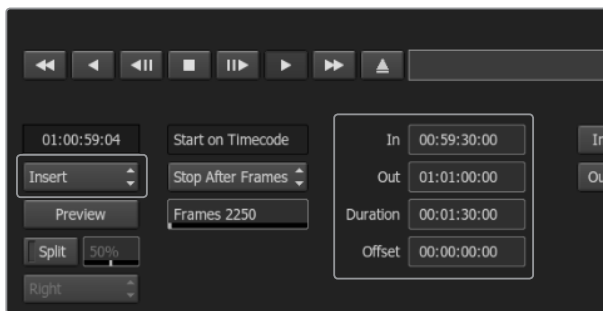 01:00:59:04
Insert
Preview
Split 50%
Right
Start on Timecode
Stop After Frames
Frames 2250
In 00:59:30:00
Out 01:01:00:00
Duration 00:01:30:00
Offset 00:00:00:00